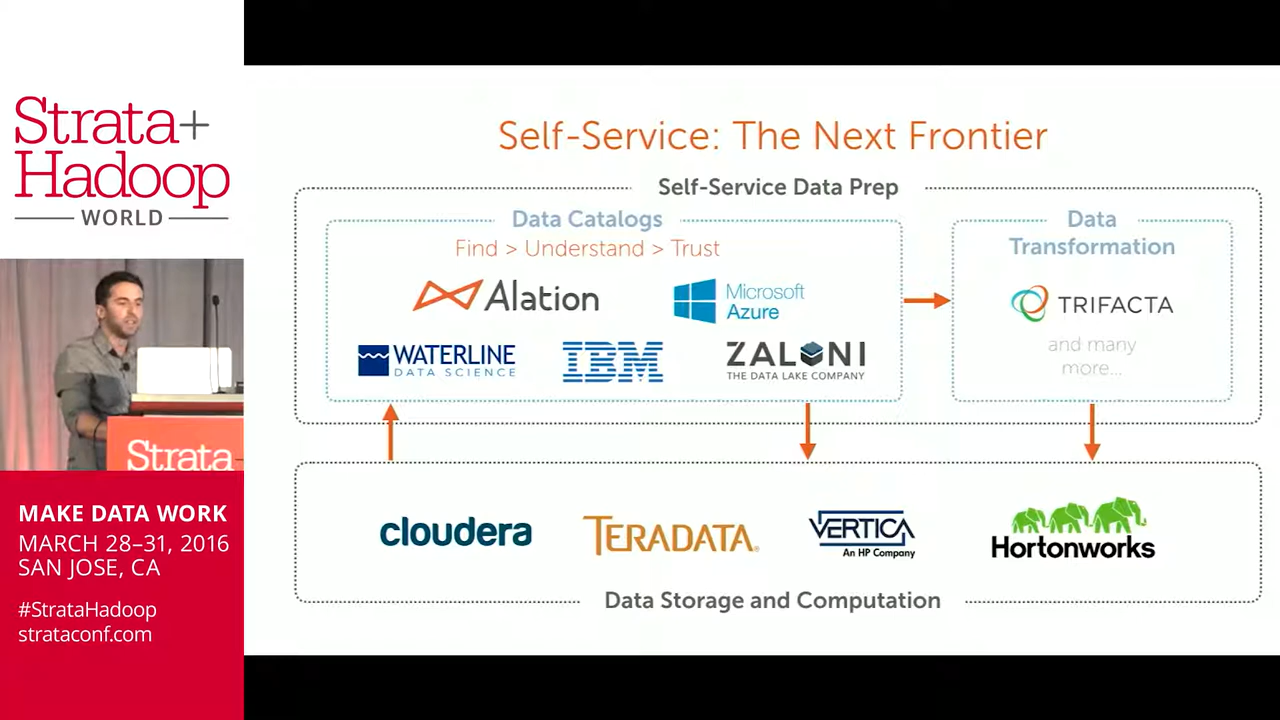 Strata+
Hadoop
WORLD
Strata
MAKE DATA WORK
MARCH 28–31, 2016
SAN JOSE, CA
#StrataHadoop
strataconf.com
Self-Service: The Next Frontier
Self-Service Data Prep
Data Catalogs
Find > Understand > Trust
Alation
Microsoft
Azure
WATERLINE
DATA SCIENCE
IBM
ZALONI
THE DATA LAKE COMPANY
Data
Transformation
TRIFACTA
and many
more...
cloudera
TERADATA®
VERTICA
An HP Company
Hortonworks
Data Storage and Computation